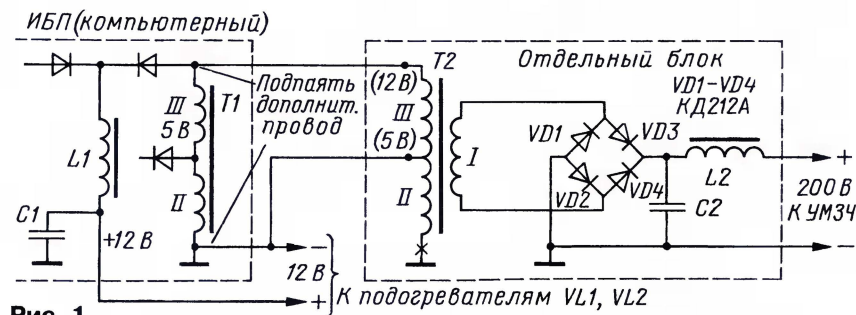 ИБП (компьютерный)
Отдельный блок
T2
(12 В)
Подпаять
дополнит.
провод
VD1-VD4
КД212А
III
5 В
T1
III
(5 В)
I
VD1
VD3
L1
II
II
VD2
VD4
L2
+
200 В
К УМЗЧ
C1
+12 В
C2
−
12 В
−
+
К подогревателям VL1, VL2
Рис. 1